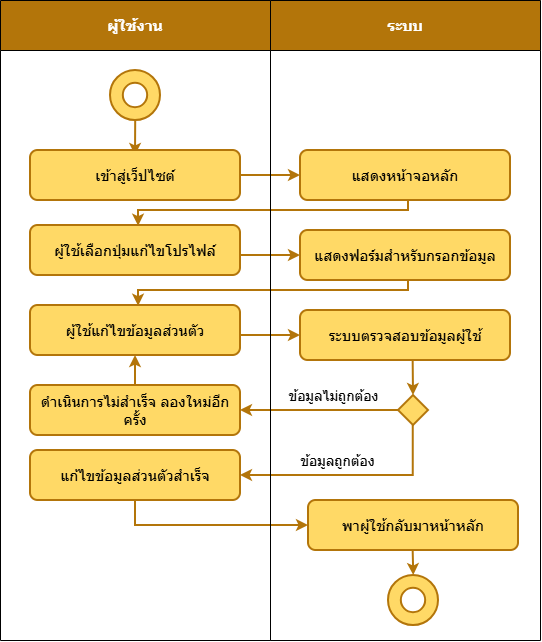 ผู้ใช้งาน
ระบบ
เข้าสู่เว็ปไซต์
แสดงหน้าจอหลัก
ผู้ใช้เลือกปุ่มแก้ไขโปรไฟล์
แสดงฟอร์มสำหรับกรอกข้อมูล
ผู้ใช้แก้ไขข้อมูลส่วนตัว
ระบบตรวจสอบข้อมูลผู้ใช้
ข้อมูลไม่ถูกต้อง
ดำเนินการไม่สำเร็จ ลองใหม่อีก
ครั้ง
ข้อมูลถูกต้อง
แก้ไขข้อมูลส่วนตัวสำเร็จ
พาผู้ใช้กลับมาหน้าหลัก